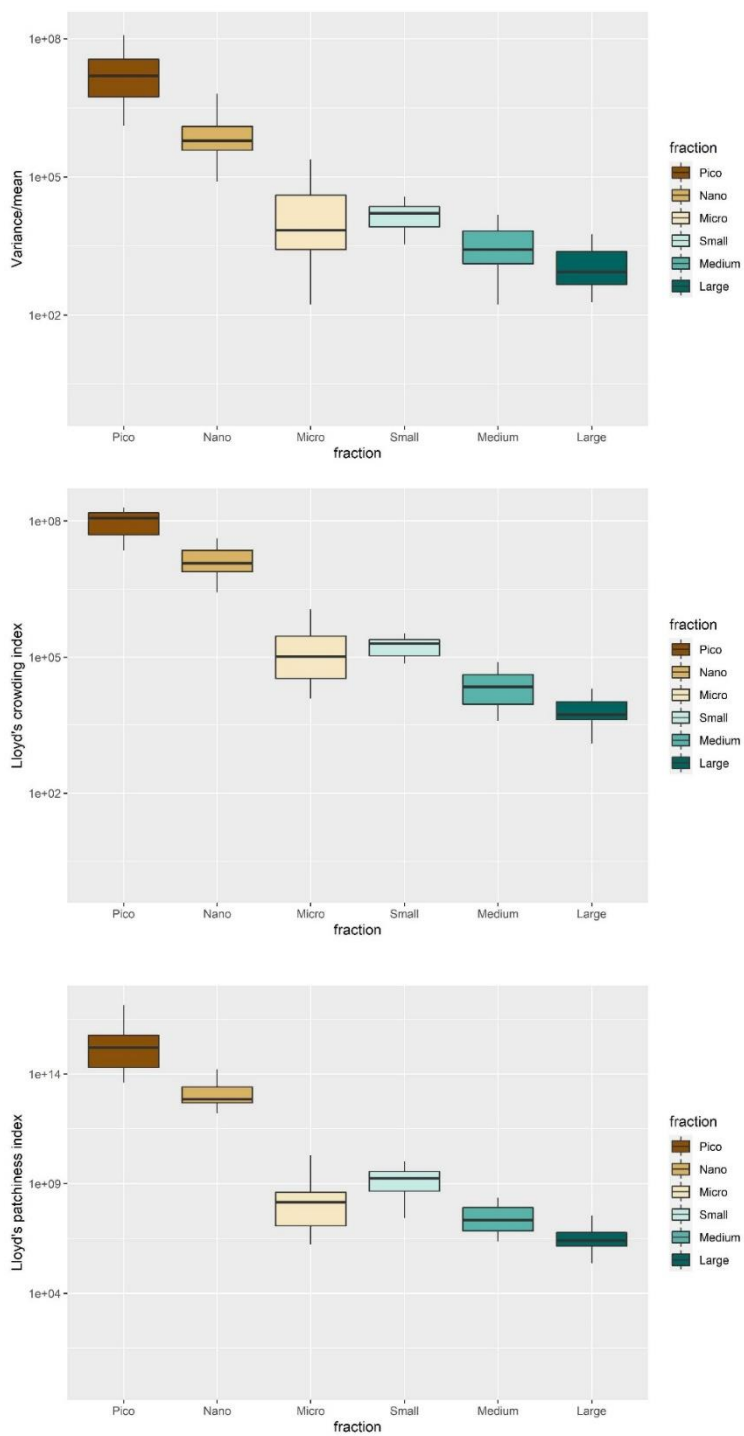 Variance/mean
1e+08
1e+05
1e+02
Pico
Nano
Micro
Small
Medium
Large
fraction
fraction
Pico
Nano
Micro
Small
Medium
Large
Lloyd's crowding index
1e+08
1e+05
1e+02
Pico
Nano
Micro
Small
Medium
Large
fraction
fraction
Pico
Nano
Micro
Small
Medium
Large
Lloyd's patchiness index
1e+14
1e+09
1e+04
Pico
Nano
Micro
Small
Medium
Large
fraction
fraction
Pico
Nano
Micro
Small
Medium
Large